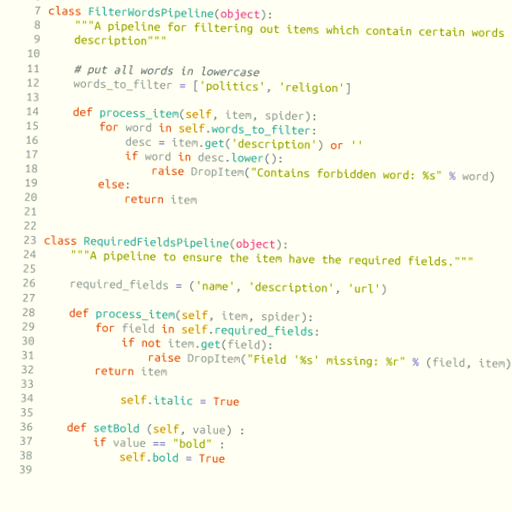 7 class FilterWordsPipeline(object):
8 """A pipeline for filtering out items which contain certain words
9 description"""
10
11 # put all words in lowercase
12 words_to_filter = ['politics', 'religion']
13
14 def process_item(self, item, spider):
15 for word in self.words_to_filter:
16 desc = item.get('description') or ''
17 if word in desc.lower():
18 raise DropItem("Contains forbidden word: %s" % word)
19 else:
20 return item
21
22
23 class RequiredFieldsPipeline(object):
24 """A pipeline to ensure the item have the required fields."""
25
26 required_fields = ('name', 'description', 'url')
27
28 def process_item(self, item, spider):
29 for field in self.required_fields:
30 if not item.get(field):
31 raise DropItem("Field '%s' missing: %r" % (field, item)
32 return item
33
34 self.italic = True
35
36 def setBold (self, value) :
37 if value == "bold" :
38 self.bold = True
39